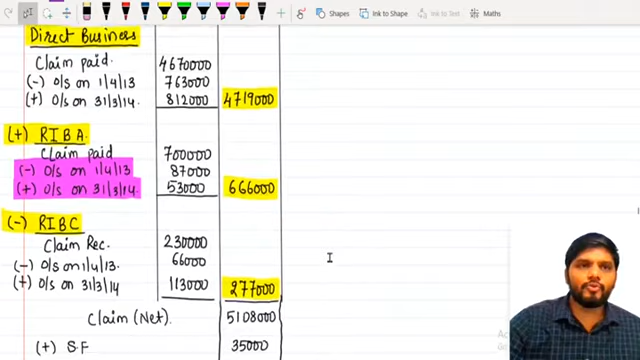 Shapes Ink to Shape Ink to Text Maths
Direct Business
Claim paid. 4670000
(-) O/S on 1/4/13 763000
(+) O/S on 31/3/14. 812000 4719000
(+) RIBA
Claim paid 700000
(-) O/S on 1/4/13 87000
(+) O/S on 31/3/14. 53000 666000
(-) RIBC
Claim Rec. 230000
(-) O/S on 1/4/13. 66000
(+) O/S on 31/3/14 113000 277000
Claim (Net). 5108000
(+) S.F 35000